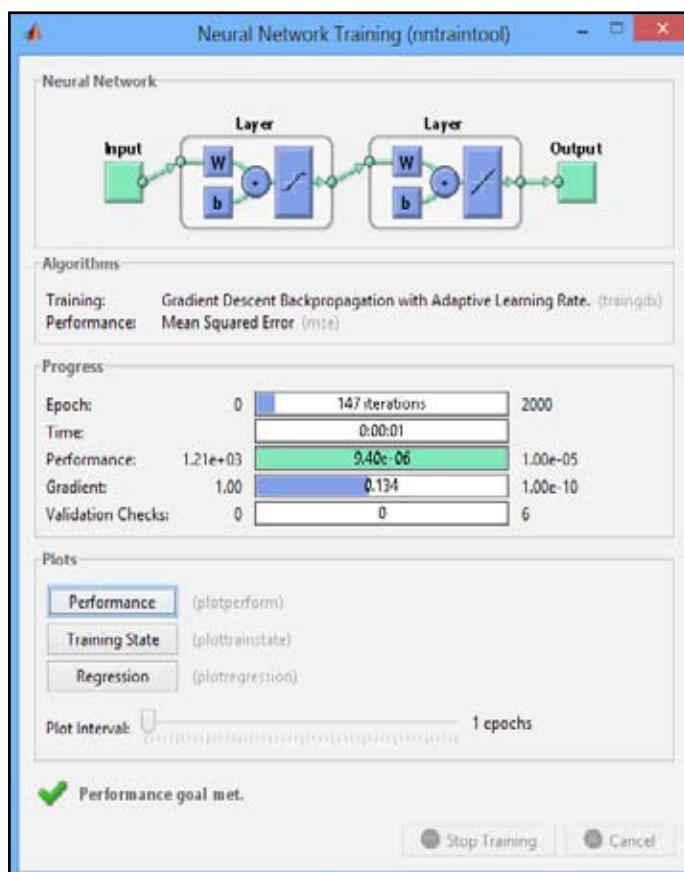 Neural Network Training (nntraintool)
Neural Network
Layer Layer
Input Output
W W
b b
Algorithms
Training: Gradient Descent Backpropagation with Adaptive Learning Rate. (traingdx)
Performance: Mean Squared Error (mse)
Progress
Epoch: 0 147 iterations 2000
Time: 0:00:01
Performance: 1.21e+03 9.40e-06 1.00e-05
Gradient: 1.00 0.134 1.00e-10
Validation Checks: 0 0 6
Plots
Performance (plotperform)
Training State (plottrainstate)
Regression (plotregression)
Plot Interval: 1 epochs
Performance goal met.
Stop Training Cancel